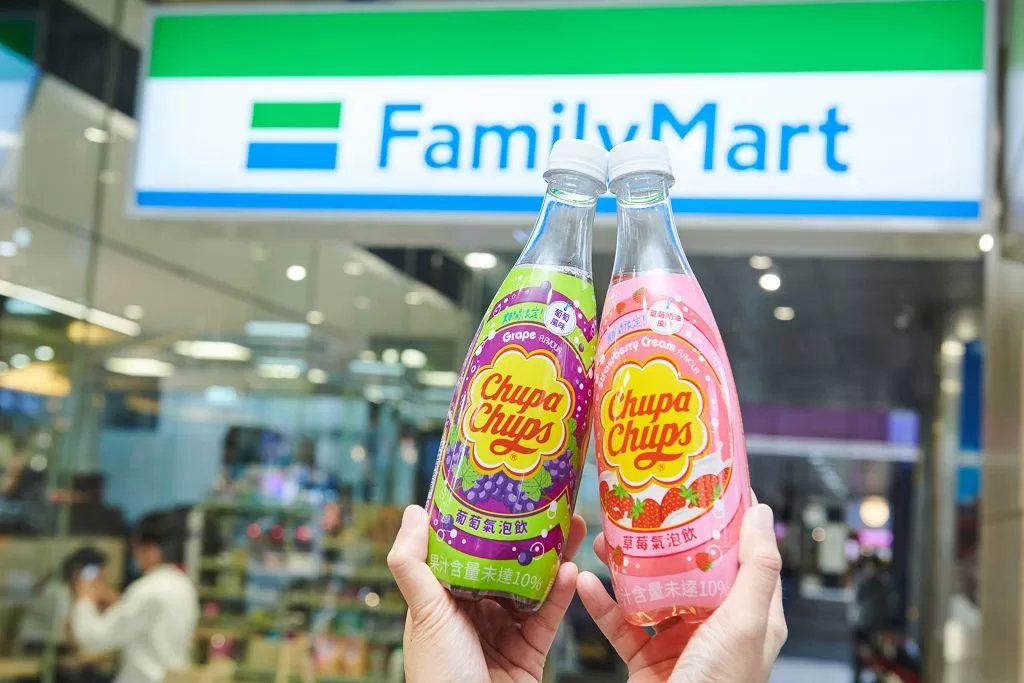 FamilyMart
期間限定!
葡萄
風味
Grape FLAVOUR
Chupa
Chups
®
葡萄氣泡飲
果汁含量未達10%
期間限定!
草莓奶油
風味
Strawberry Cream FLAVOUR
Chupa
Chups
®
草莓氣泡飲
果汁含量未達10%